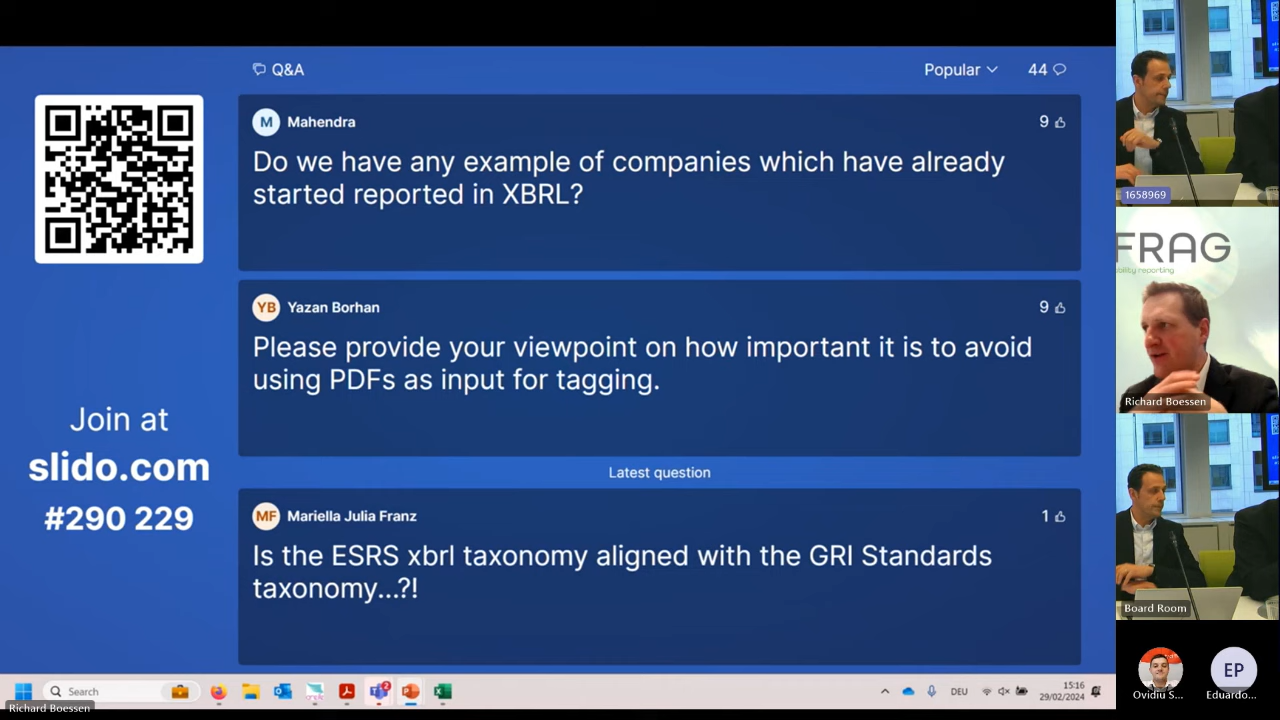 Q&A
Popular
44
M
Mahendra
9
Do we have any example of companies which have already
started reported in XBRL?
YB
Yazan Borhan
9
Please provide your viewpoint on how important it is to avoid
using PDFs as input for tagging.
Latest question
MF
Mariella Julia Franz
1
Is the ESRS xbrl taxonomy aligned with the GRI Standards
taxonomy...?!
Join at
slido.com
#290 229
Search
2
DEU
15:16
29/02/2024
Richard Boessen
1658969
FRAG
bility reporting
Richard Boessen
Board Room
Ovidiu S...
EP
Eduardo...